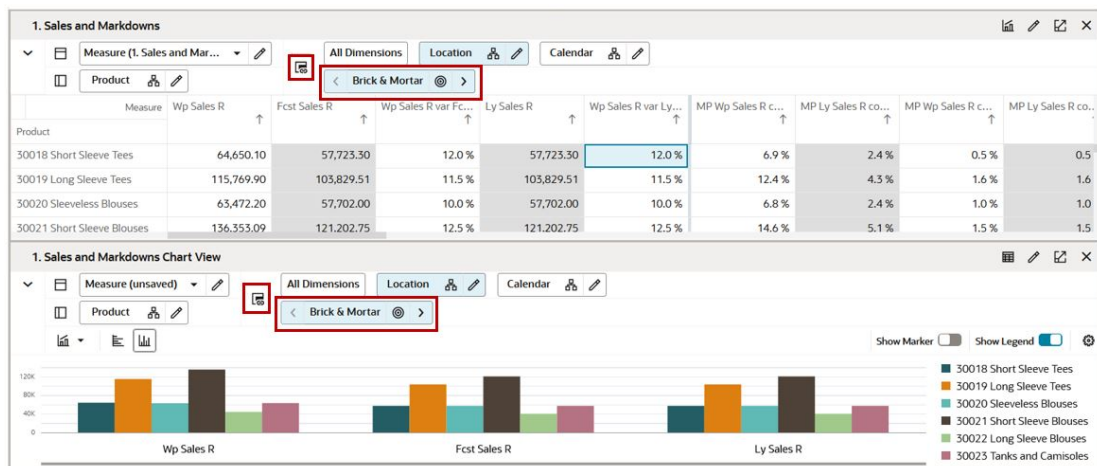 1. Sales and Markdowns
Measure (1. Sales and Mar...
All Dimensions Location Calendar
Product
Brick & Mortar
Measure Wp Sales R Fcst Sales R Wp Sales R var Fc... Ly Sales R Wp Sales R var Ly... MP Wp Sales R c... MP Ly Sales R co... MP Wp Sales R c... MP Ly Sales R co...
Product
30018 Short Sleeve Tees 64,650.10 57,723.30 12.0 % 57,723.30 12.0 % 6.9 % 2.4 % 0.5 % 0.5
30019 Long Sleeve Tees 115,769.90 103,829.51 11.5 % 103,829.51 11.5 % 12.4 % 4.3 % 1.6 % 1.6
30020 Sleeveless Blouses 63,472.20 57,702.00 10.0 % 57,702.00 10.0 % 6.8 % 2.4 % 1.0 % 1.0
30021 Short Sleeve Blouses 136,353.09 121,202.75 12.5 % 121,202.75 12.5 % 14.6 % 5.1 % 1.5 % 1.5
1. Sales and Markdowns Chart View
Measure (unsaved)
All Dimensions Location Calendar
Product
Brick & Mortar
Show Marker Show Legend
120K
80K
40K
0
Wp Sales R Fcst Sales R Ly Sales R
30018 Short Sleeve Tees
30019 Long Sleeve Tees
30020 Sleeveless Blouses
30021 Short Sleeve Blouses
30022 Long Sleeve Blouses
30023 Tanks and Camisoles